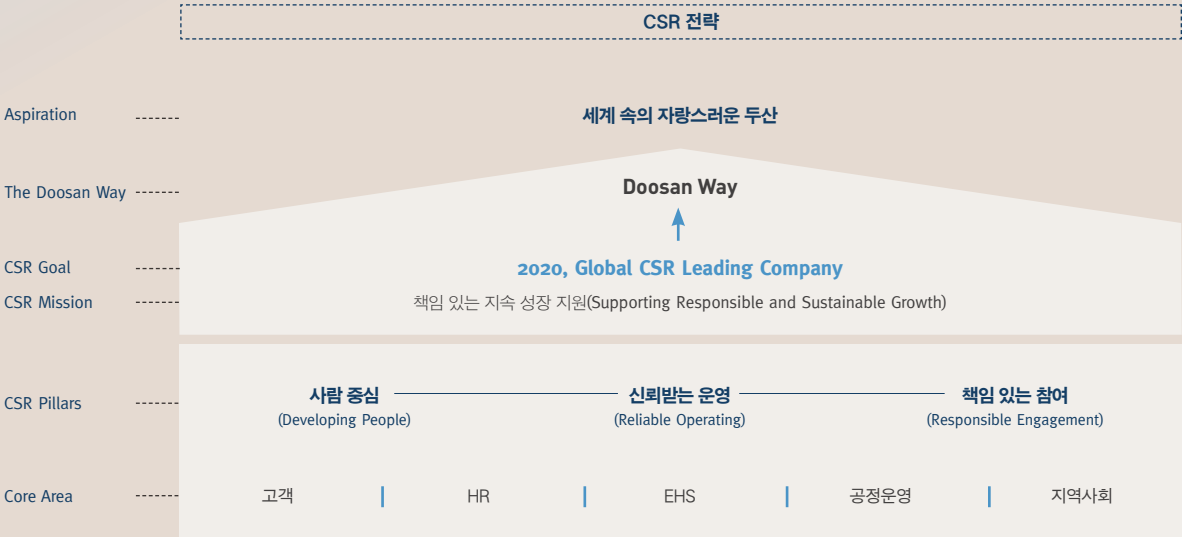 CSR 전략
Aspiration
세계 속의 자랑스러운 두산
The Doosan Way
Doosan Way
CSR Goal
2020, Global CSR Leading Company
CSR Mission
책임 있는 지속 성장 지원(Supporting Responsible and Sustainable Growth)
CSR Pillars
사람 중심 신뢰받는 운영 책임 있는 참여
(Developing People) (Reliable Operating) (Responsible Engagement)
Core Area
고객 HR EHS 공정운영 지역사회